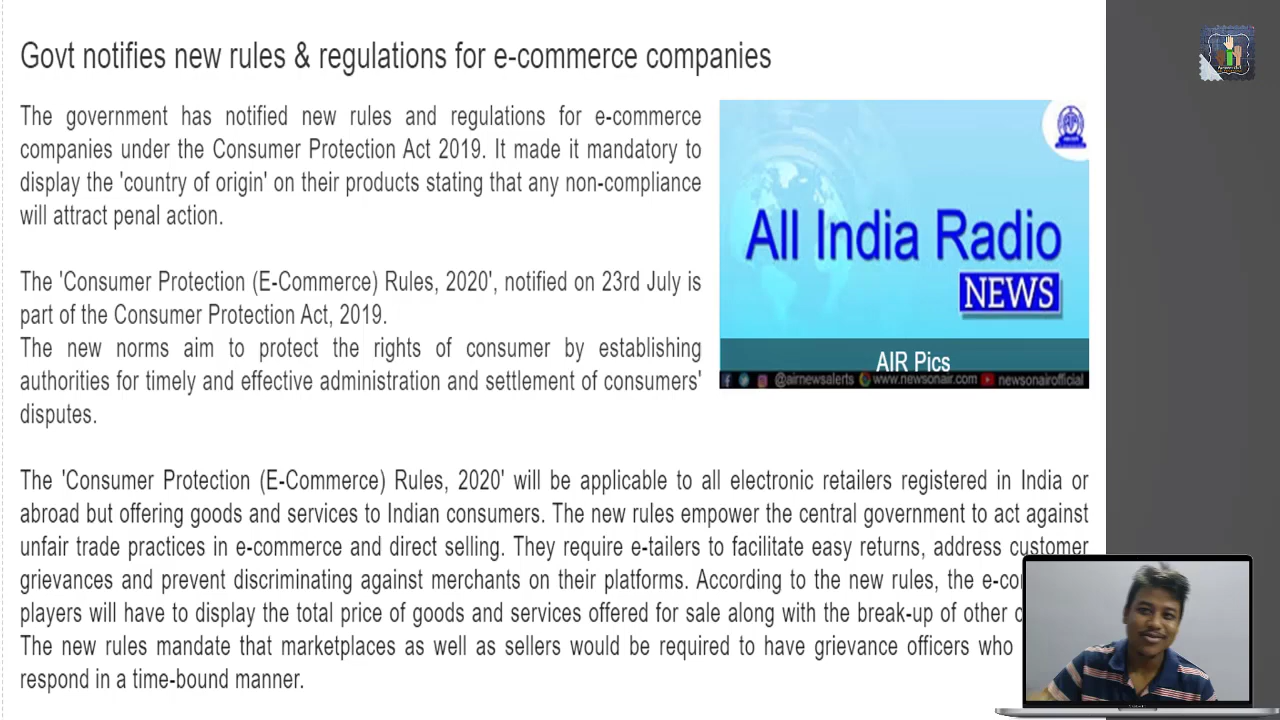 Govt notifies new rules & regulations for e-commerce companies
The government has notified new rules and regulations for e-commerce
companies under the Consumer Protection Act 2019. It made it mandatory to
display the 'country of origin' on their products stating that any non-compliance
will attract penal action.
The 'Consumer Protection (E-Commerce) Rules, 2020', notified on 23rd July is
part of the Consumer Protection Act, 2019.
The new norms aim to protect the rights of consumer by establishing
authorities for timely and effective administration and settlement of consumers'
disputes.
All India Radio
NEWS
AIR Pics
@airnewsalerts www.newsonair.com newsonairofficial
The 'Consumer Protection (E-Commerce) Rules, 2020' will be applicable to all electronic retailers registered in India or
abroad but offering goods and services to Indian consumers. The new rules empower the central government to act against
unfair trade practices in e-commerce and direct selling. They require e-tailers to facilitate easy returns, address customer
grievances and prevent discriminating against merchants on their platforms. According to the new rules, the
players will have to display the total price of goods and services offered for sale along with the break-up of other
The new rules mandate that marketplaces as well as sellers would be required to have grievance officers who
respond in a time-bound manner.